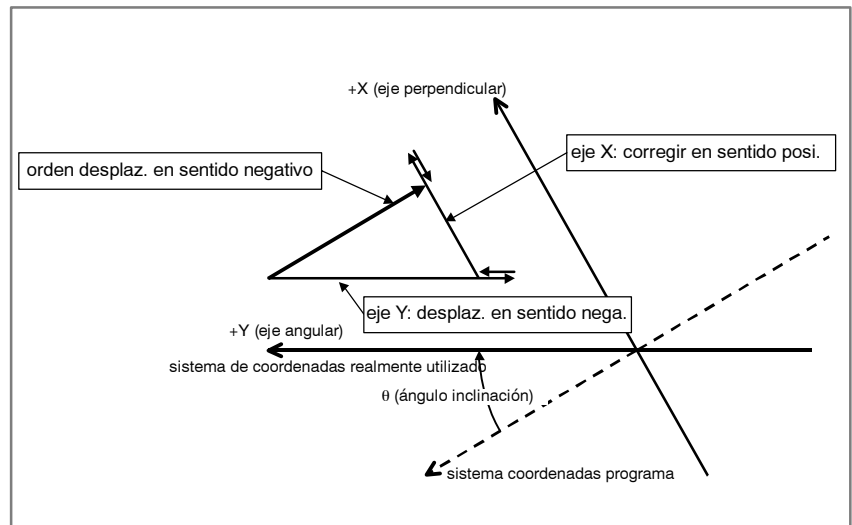 +X (eje perpendicular)
eje X: corregir en sentido posi.
orden desplaz. en sentido negativo
eje Y: desplaz. en sentido nega.
+Y (eje angular)
sistema de coordenadas realmente utilizado
θ (ángulo inclinación)
sistema coordenadas programa